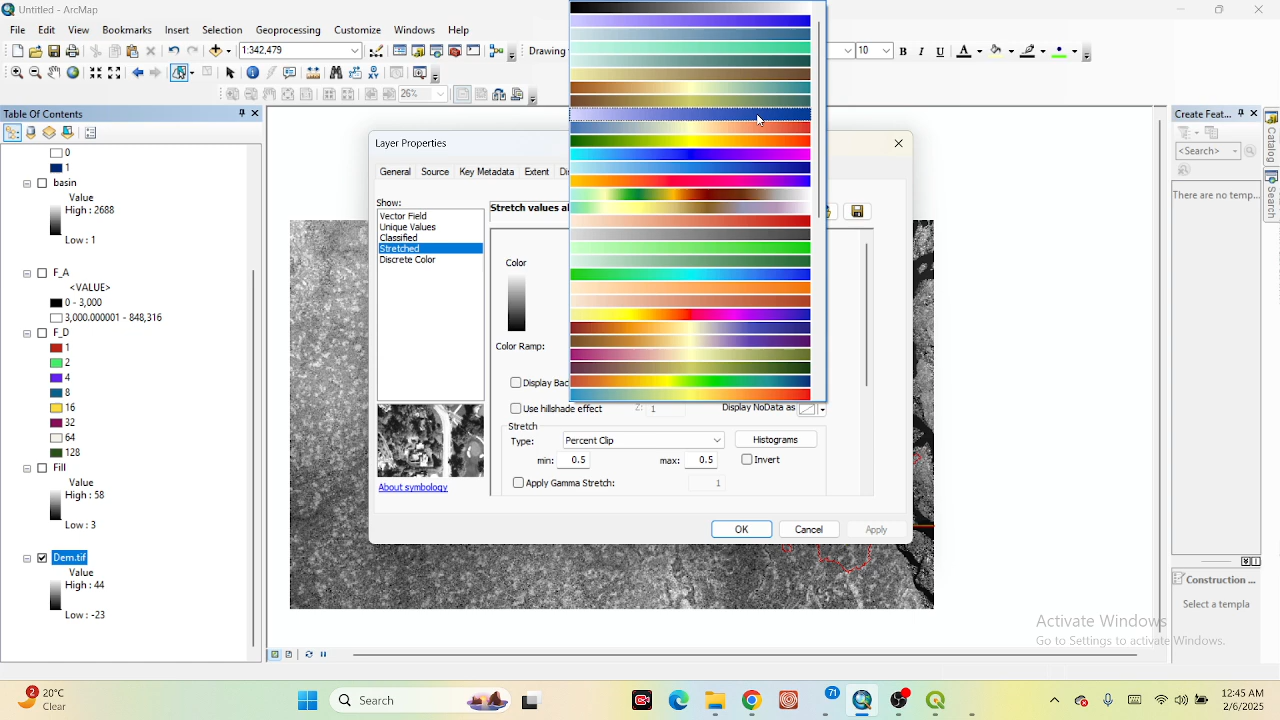 Untitled - ArcMap
File Edit View Bookmarks Insert Selection Geoprocessing Customize Windows Help
1:342,479
Drawing
10 B I U A
26%
Table Of Contents
0
1
basin
Value
High : 2688
Low : 1
F_A
<VALUE>
0 - 3,000
3,000.000001 - 848,316
F_D
1
2
4
8
16
32
64
128
Fill
Value
High : 58
Low : 3
Dem.tif
Value
High : 44
Low : -23
Layer Properties
General Source Key Metadata Extent
Show:
Vector Field
Unique Values
Classified
Stretched
Discrete Color
About symbology
Stretch values al
Color
Color Ramp:
Display Bac
Use hillshade effect Z: 1 Display NoData as
Stretch
Type: Percent Clip Histograms
min: 0.5 max: 0.5 Invert
Apply Gamma Stretch: 1
OK Cancel Apply
Create Feat...
<Search>
There are no temp...
Construction ...
Select a templa
Catalog
Search
Activate Windows
Go to Settings to activate Windows.
2 20°C
Search
71
12:45 AM
2/6/2025